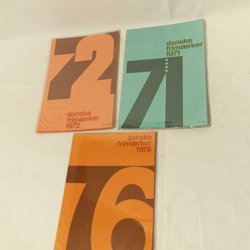 72
danske
frimærker
1972
danske
frimærker
1971
71
danske
frimærker
1976
76